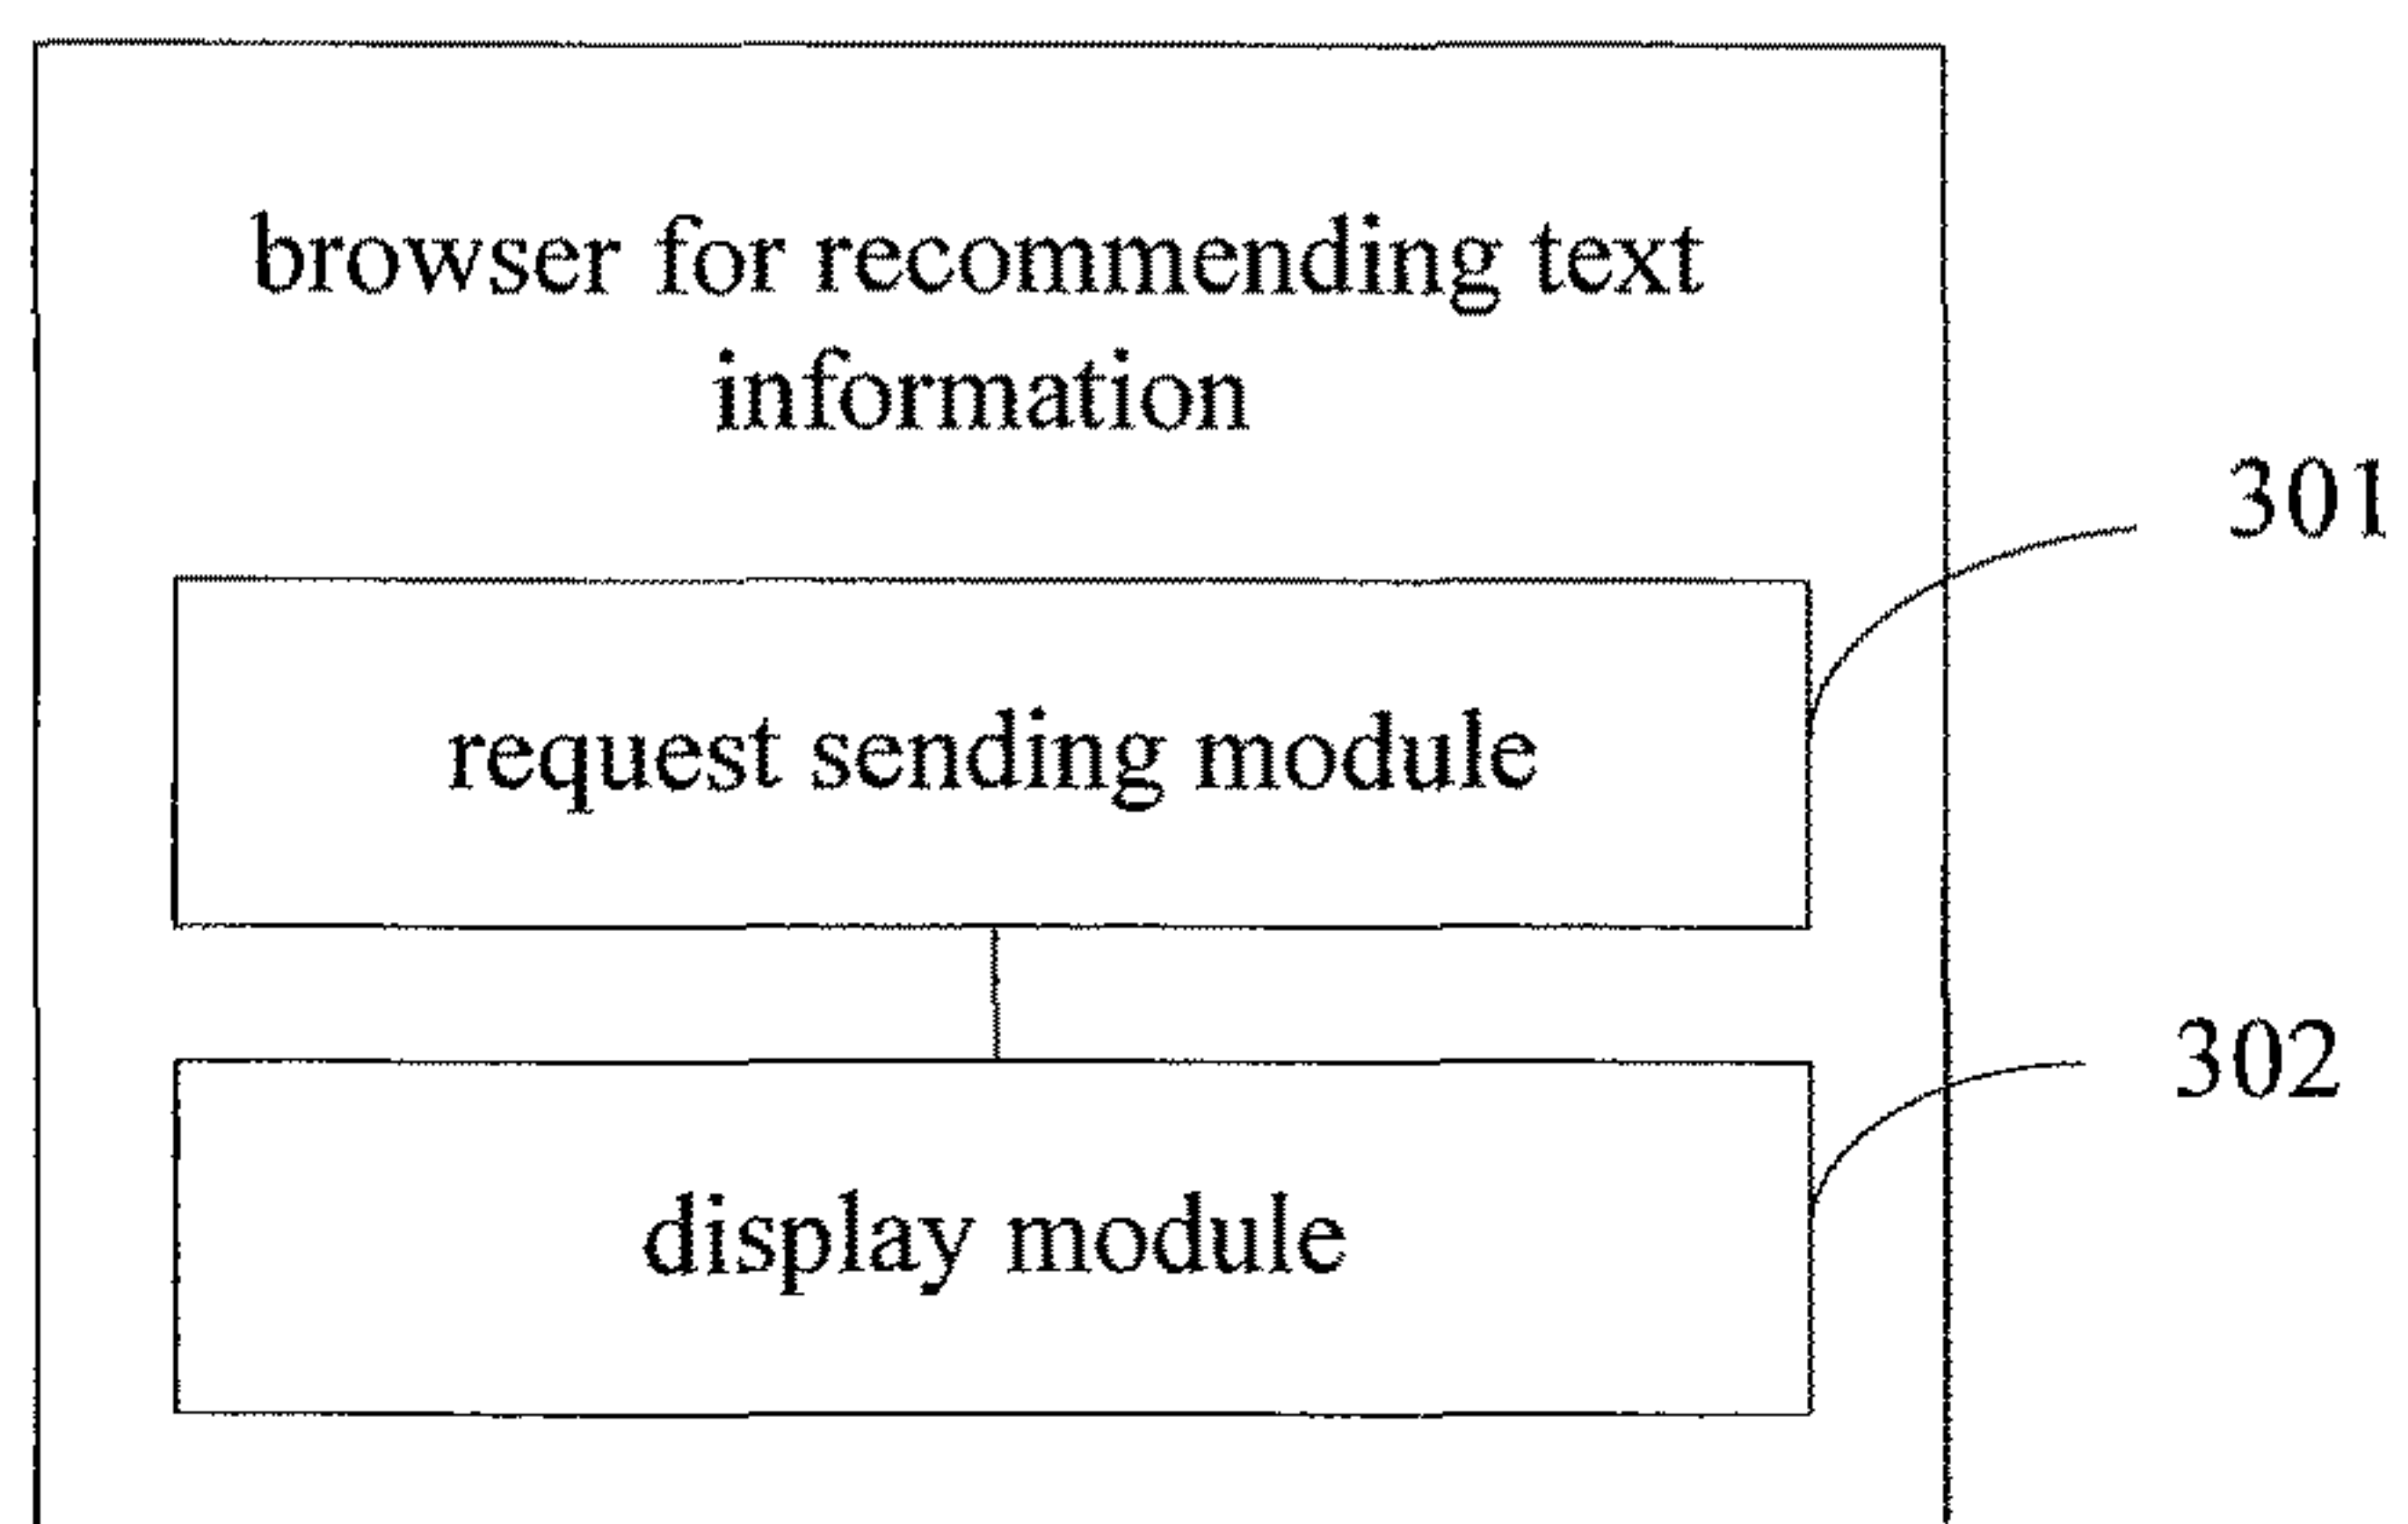 browser for recommending text
information
301
request sending module
302
display module